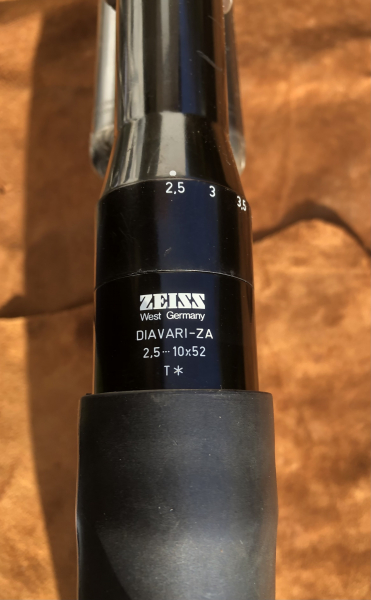 2,5 3 3,5
ZEISS
West Germany
DIAVARI-ZA
2,5···10x52
T*